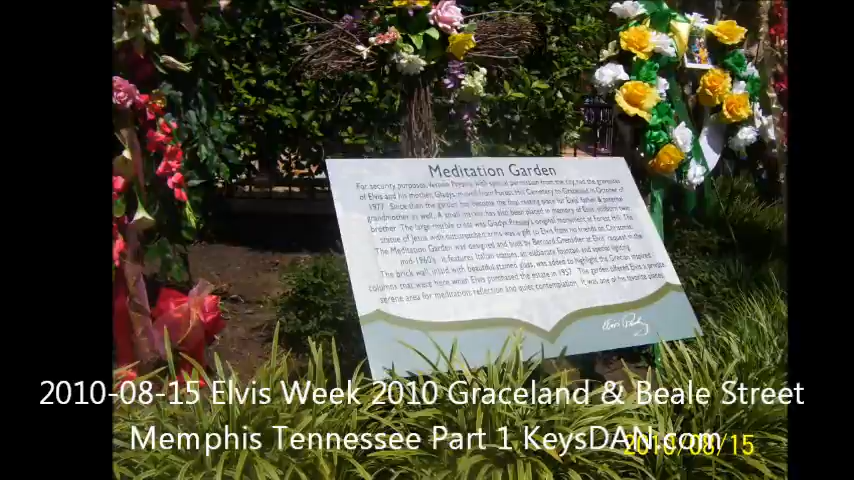 Meditation Garden
For security purposes, Vernon Presley, with special permission from the city, had the gravesites
of Elvis and his mother, Gladys, moved from Forest Hill Cemetery to Graceland in October of
1977. Since then the garden has become the final resting place for Elvis' father & paternal
grandmother as well. A small marker has also been placed in memory of Elvis' stillborn twin
brother. The large marble cross was Gladys Presley's original monument at Forest Hill. The
statue of Jesus with outstretched arms was a gift to Elvis from his friends one Christmas.
The Meditation Garden was designed and built by Bernard Grenadier at Elvis' request in the
mid-1960's. It features Italian statues, an elaborate fountain and special lighting.
The brick wall, inlaid with beautiful stained glass, was added to highlight the Grecian inspired
columns that were here when Elvis purchased the estate in 1957. The garden offered Elvis a private,
serene area for meditation, reflection and quiet contemplation. It was one of his favorite places.
Elvis Presley
2010-08-15 Elvis Week 2010 Graceland & Beale Street
Memphis Tennessee Part 1 KeysDAN.com
2010/08/15